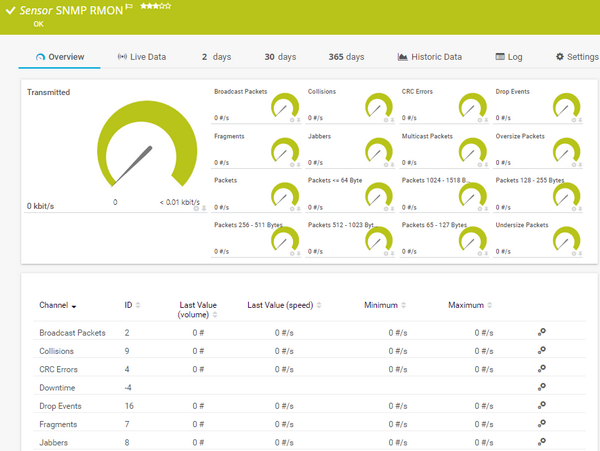 Sensor SNMP RMON
OK
Overview Live Data 2 days 30 days 365 days Historic Data Log Settings
Transmitted
0 kbit/s
0
< 0.01 kbit/s
Broadcast Packets Collisions CRC Errors Drop Events
0 #/s 0 #/s 0 #/s 0 #/s
Fragments Jabbers Multicast Packets Oversize Packets
0 #/s 0 #/s 0 #/s 0 #/s
Packets Packets <= 64 Byte Packets 1024 - 1518 B... Packets 128 - 255 Bytes
0 #/s 0 #/s 0 #/s 0 #/s
Packets 256 - 511 Bytes Packets 512 - 1023 Byt... Packets 65 - 127 Bytes Undersize Packets
0 #/s 0 #/s 0 #/s 0 #/s
Channel ID Last Value (volume) Last Value (speed) Minimum Maximum
Broadcast Packets 2 0 # 0 #/s 0 #/s 0 #/s
Collisions 9 0 # 0 #/s 0 #/s 0 #/s
CRC Errors 4 0 # 0 #/s 0 #/s 0 #/s
Downtime -4
Drop Events 16 0 # 0 #/s 0 #/s 0 #/s
Fragments 7 0 # 0 #/s 0 #/s 0 #/s
Jabbers 8 0 # 0 #/s 0 #/s 0 #/s